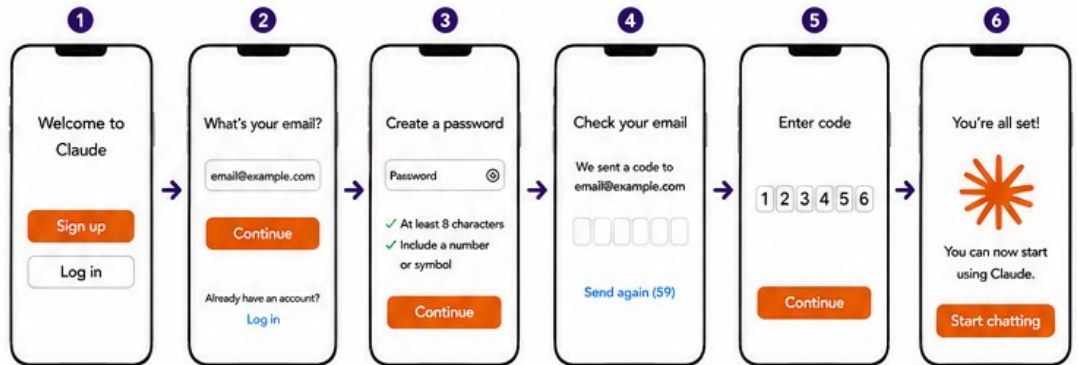 1
2
3
4
5
6
Welcome to
Claude
Sign up
Log in
What's your email?
email@example.com
Continue
Already have an account?
Log in
Create a password
Password
At least 8 characters
Include a number
or symbol
Continue
Check your email
We sent a code to
email@example.com
Send again (59)
Enter code
1 2 3 4 5 6
Continue
You're all set!
You can now start
using Claude.
Start chatting